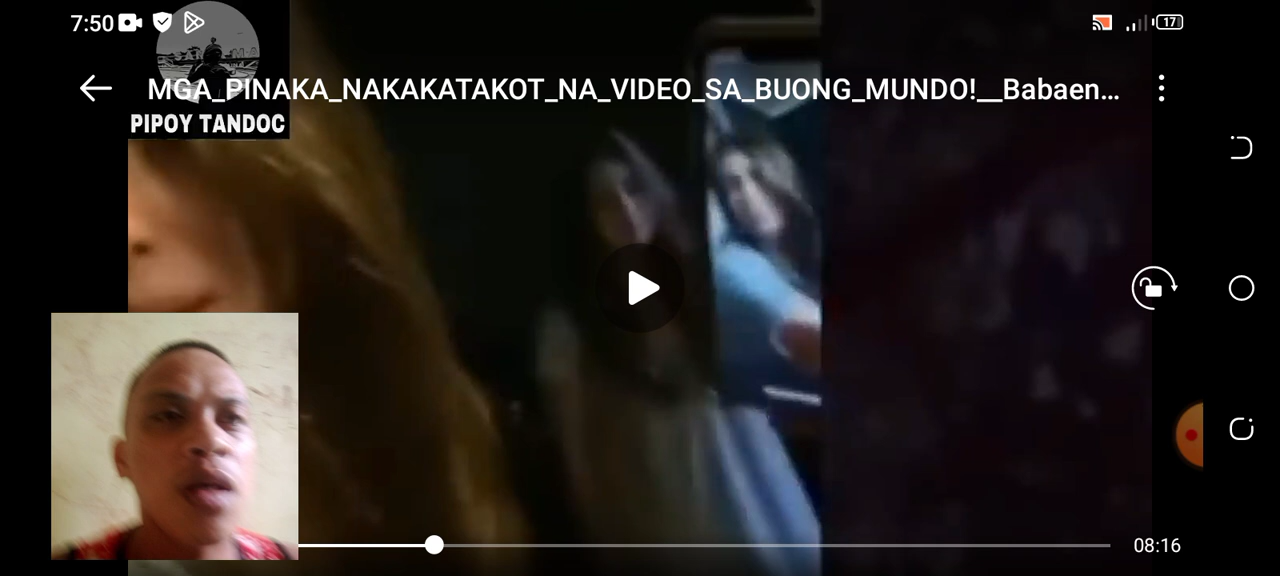 7:50
17
MGA_PINAKA_NAKAKATAKOT_NA_VIDEO_SA_BUONG_MUNDO!__Babaen...
PIPOY TANDOC
08:16